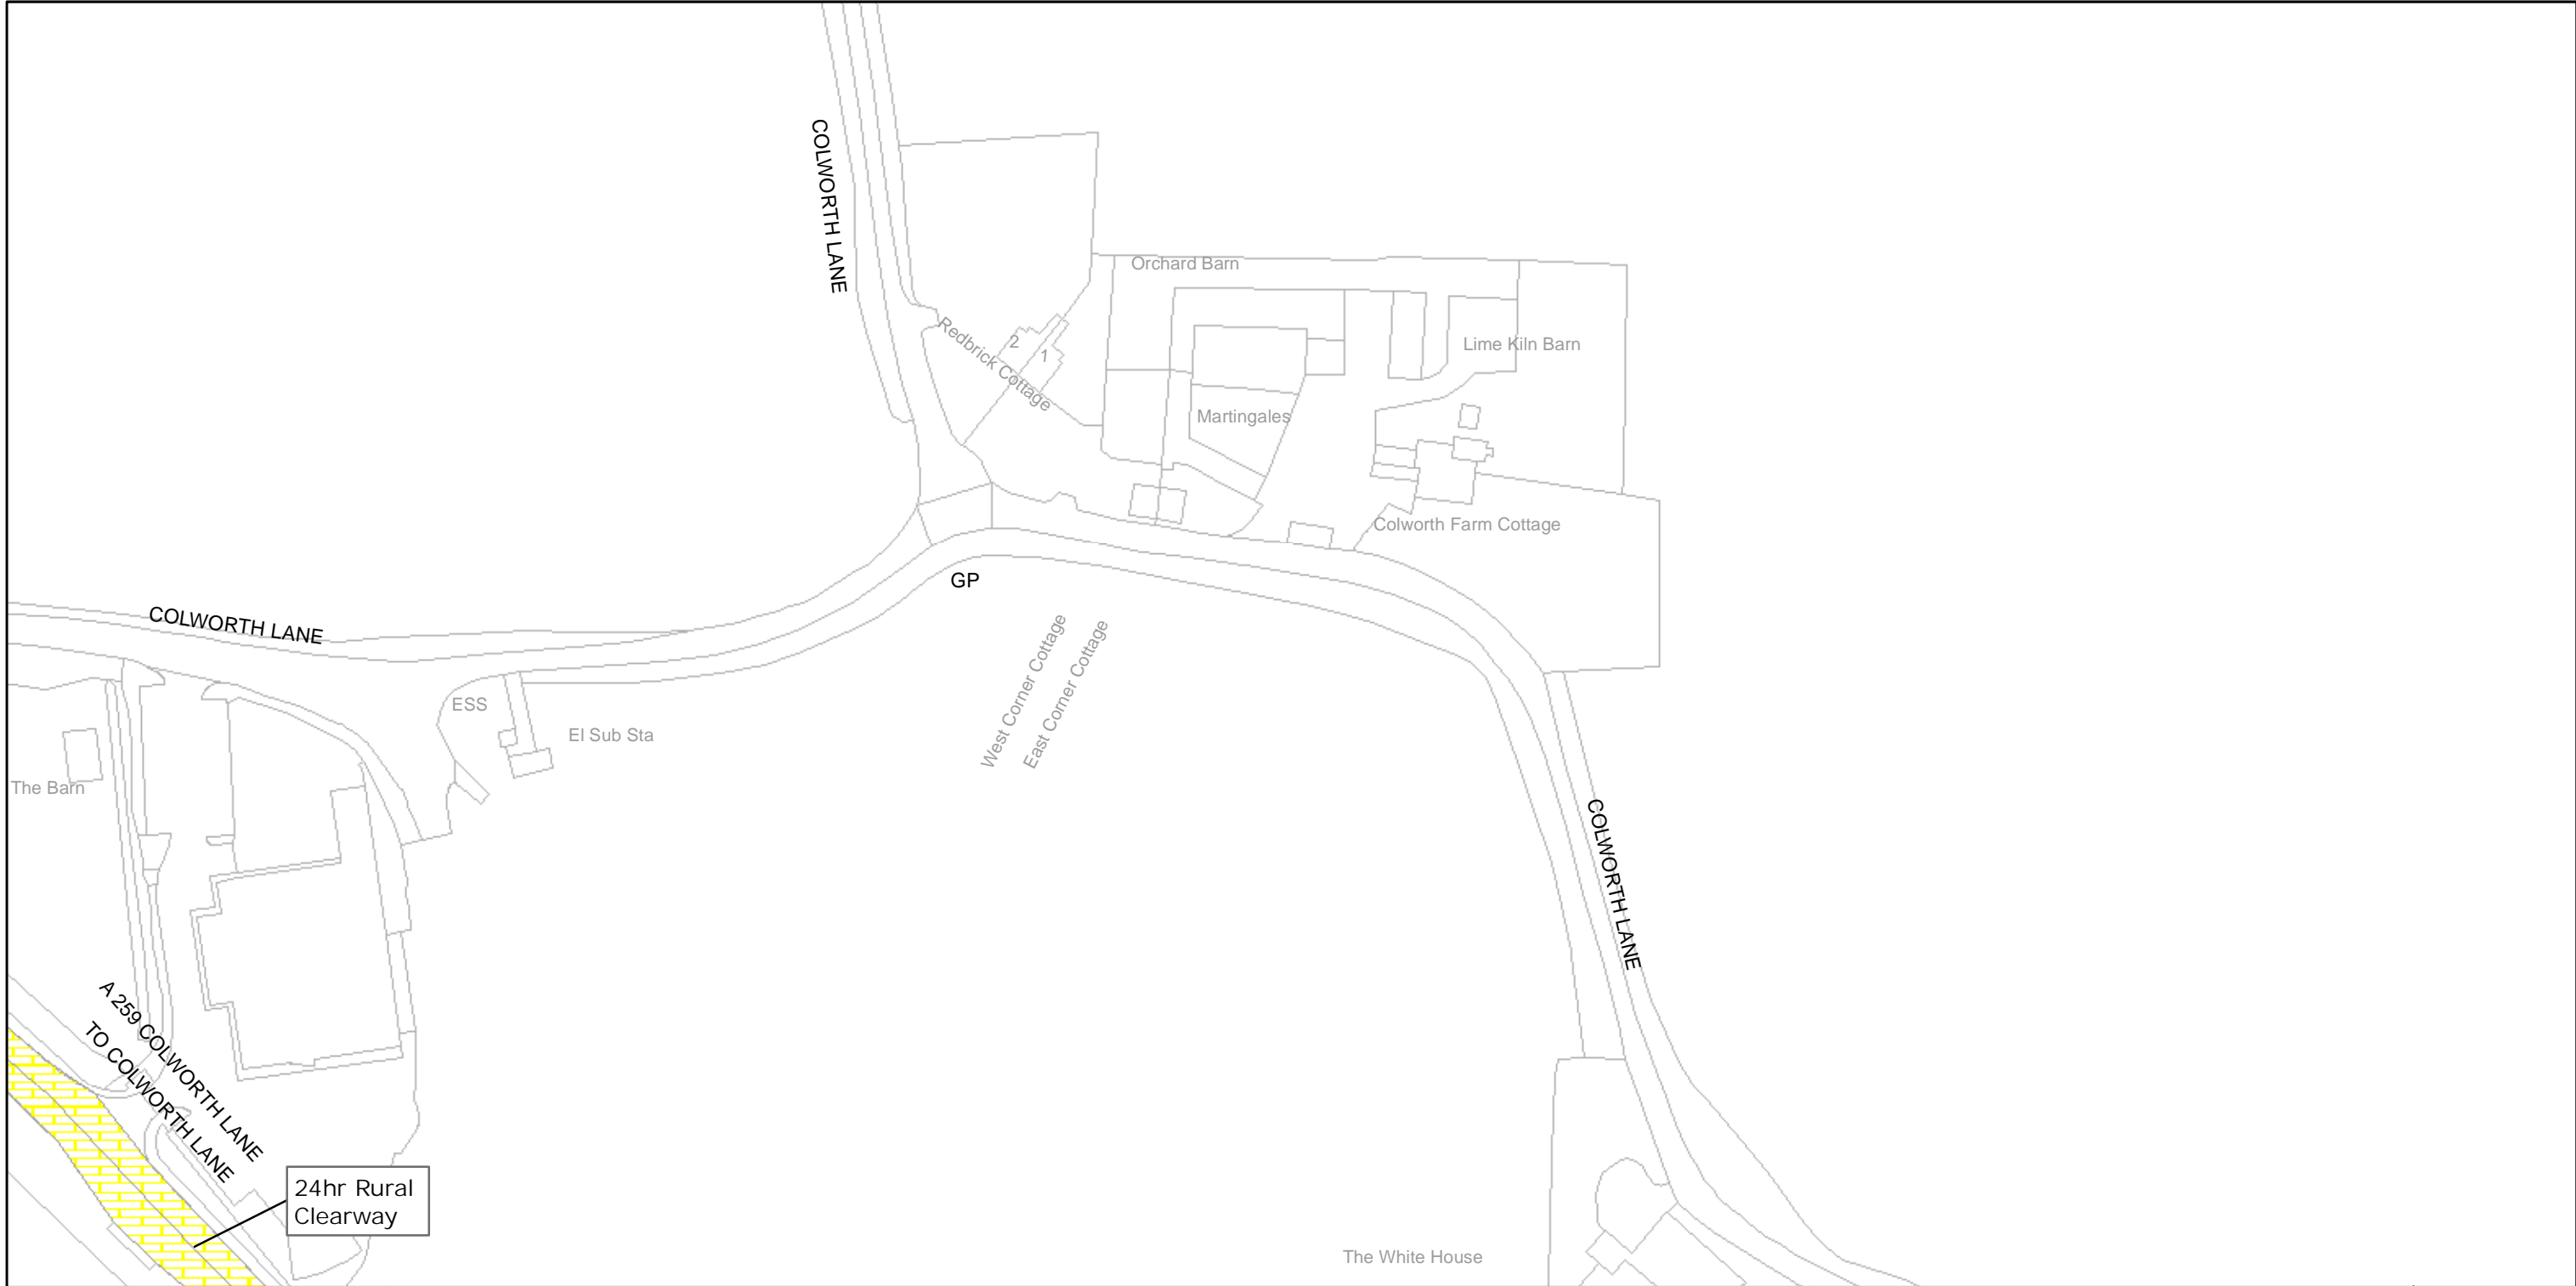 COLWORTH LANE
Orchard Barn
Redbrick Cottage
2
1
Lime Kiln Barn
Martingales
Colworth Farm Cottage
GP
COLWORTH LANE
West Corner Cottage
East Corner Cottage
ESS
El Sub Sta
The Barn
COLWORTH LANE
A 259 COLWORTH LANE
TO COLWORTH LANE
24hr Rural
Clearway
The White House